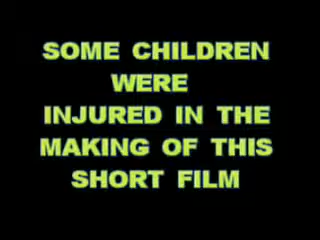 SOME CHILDREN
WERE
INJURED IN THE
MAKING OF THIS
SHORT FILM